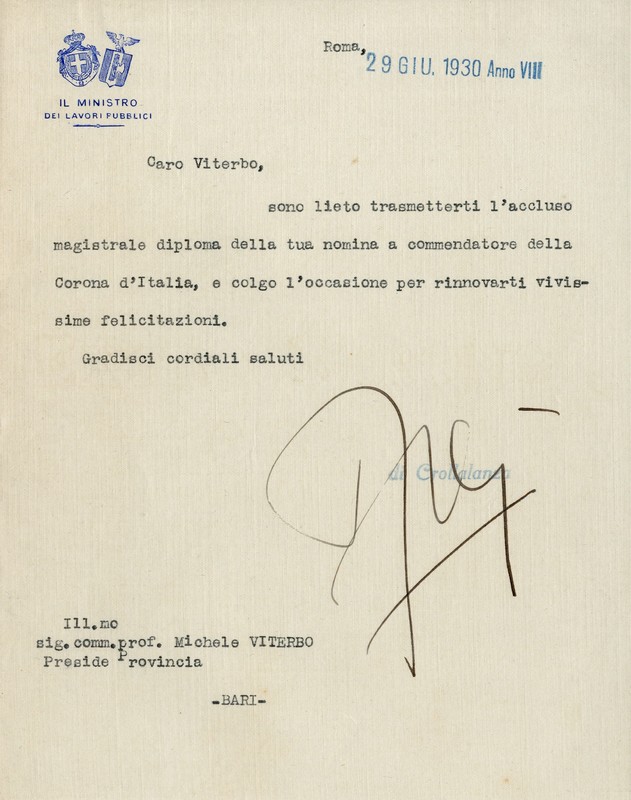 Roma, 29 GIU. 1930 Anno VIII
IL MINISTRO
DEI LAVORI PUBBLICI
Caro Viterbo,
sono lieto trasmetterti l'accluso
magistrale diploma della tua nomina a commendatore della
Corona d'Italia, e colgo l'occasione per rinnovarti vivis-
sime felicitazioni.
Gradisci cordiali saluti
di Crollalanza
Ill.mo
sig.comm.prof. Michele VITERBO
Preside Provincia
-BARI-